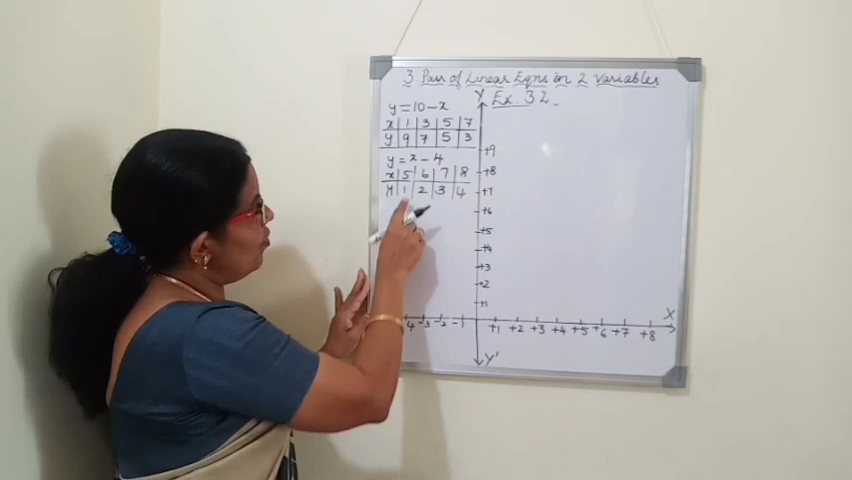 3 Pair of Linear Eqns in 2 variables
Ex. 3.2
y = 10 - x
x | 1 | 3 | 5 | 7
y | 9 | 7 | 5 | 3
y = x - 4
x | 5 | 6 | 7 | 8
y | 1 | 2 | 3 | 4
Y
+9
+8
+7
+6
+5
+4
+3
+2
+1
X
4 -3 -2 -1 +1 +2 +3 +4 +5 +6 +7 +8
Y'